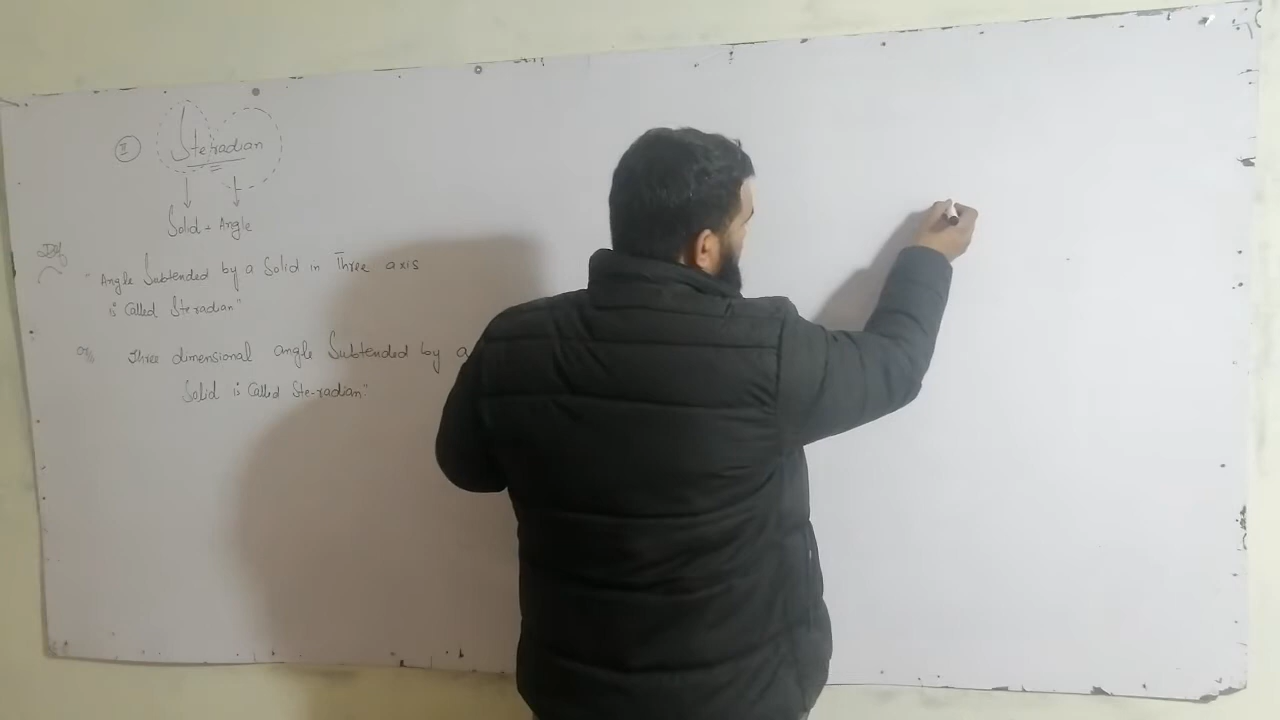 II Steradian
Solid + Angle
Def
"Angle Subtended by a Solid in Three axis
is Called Steradian"
or Three dimensional angle Subtended by a
Solid is Called Ste-radian"